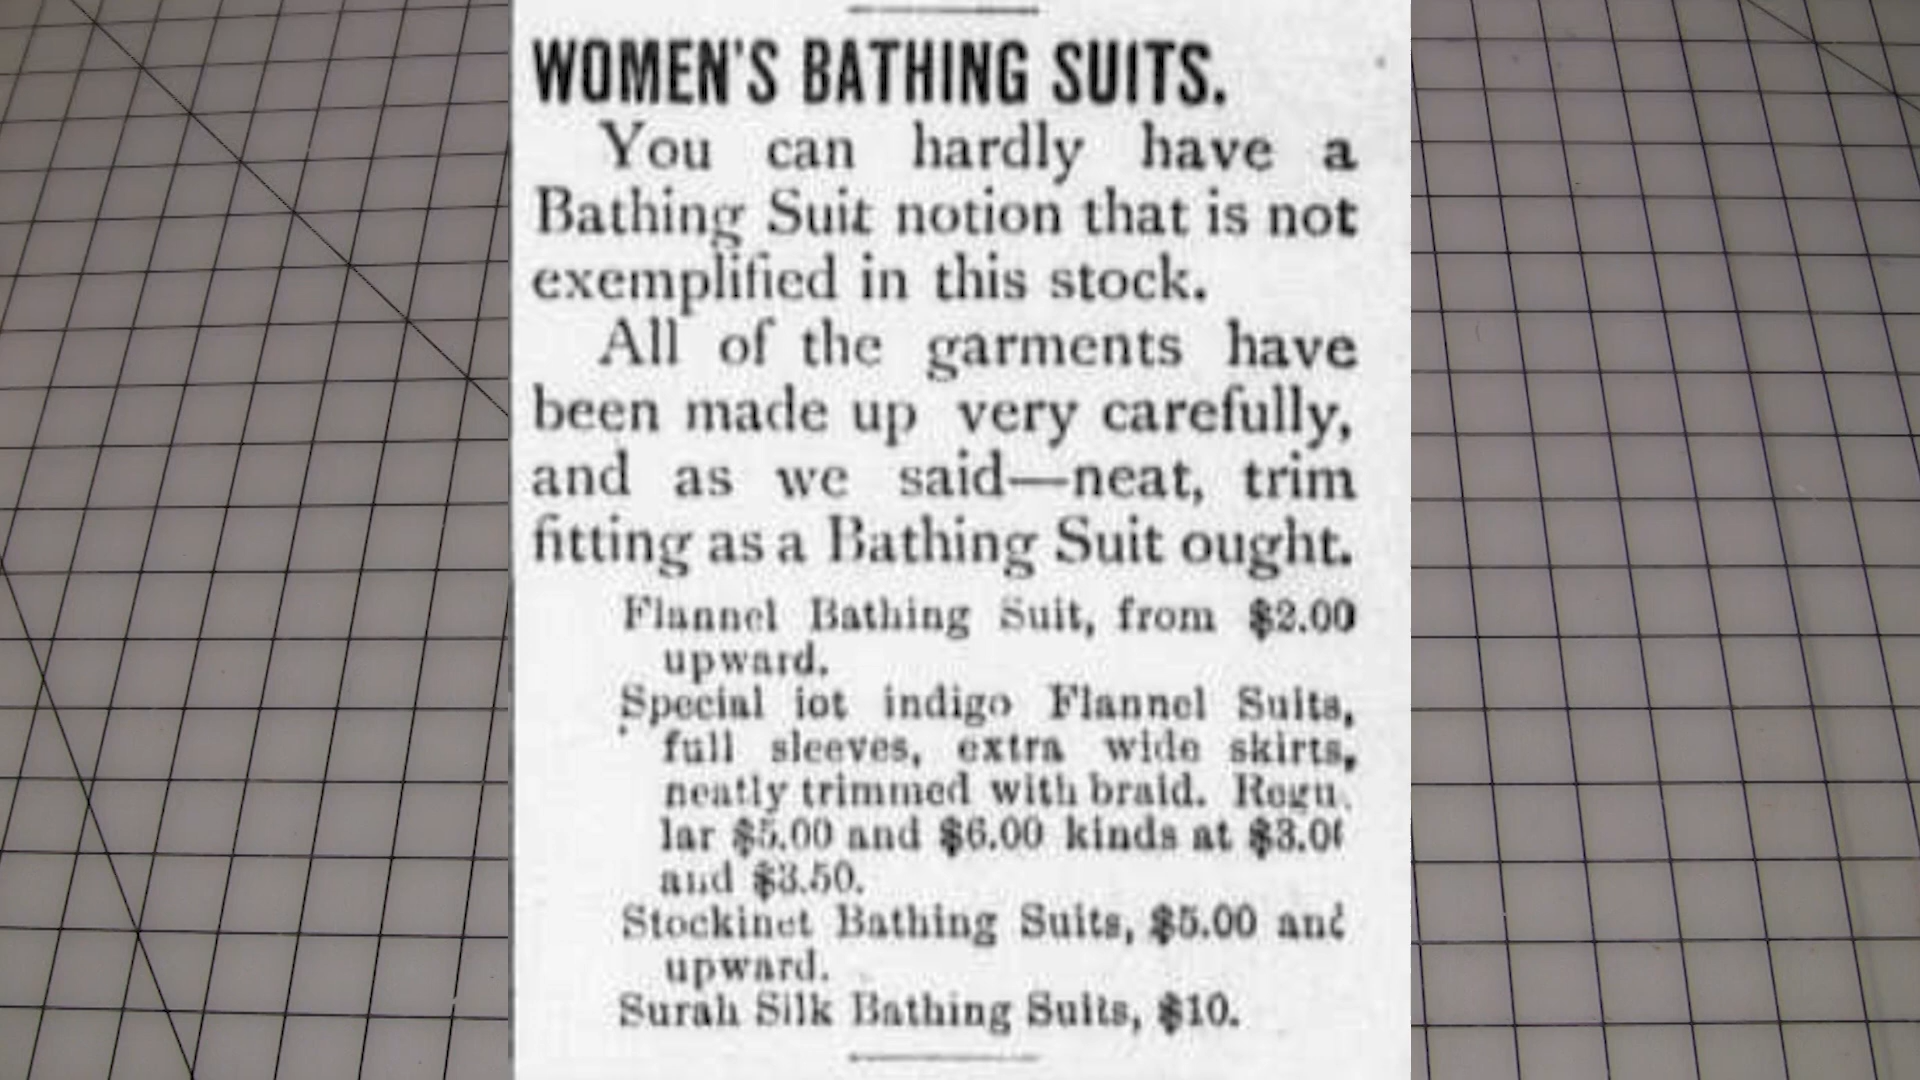 WOMEN'S BATHING SUITS.
You can hardly have a
Bathing Suit notion that is not
exemplified in this stock.
All of the garments have
been made up very carefully,
and as we said—neat, trim
fitting as a Bathing Suit ought.
Flannel Bathing Suit, from $2.00
upward.
Special iot indigo Flannel Suits,
full sleeves, extra wide skirts,
neatly trimmed with braid. Regu.
lar $5.00 and $6.00 kinds at $3.00
and $3.50.
Stockinet Bathing Suits, $5.00 and
upward.
Surah Silk Bathing Suits, $10.